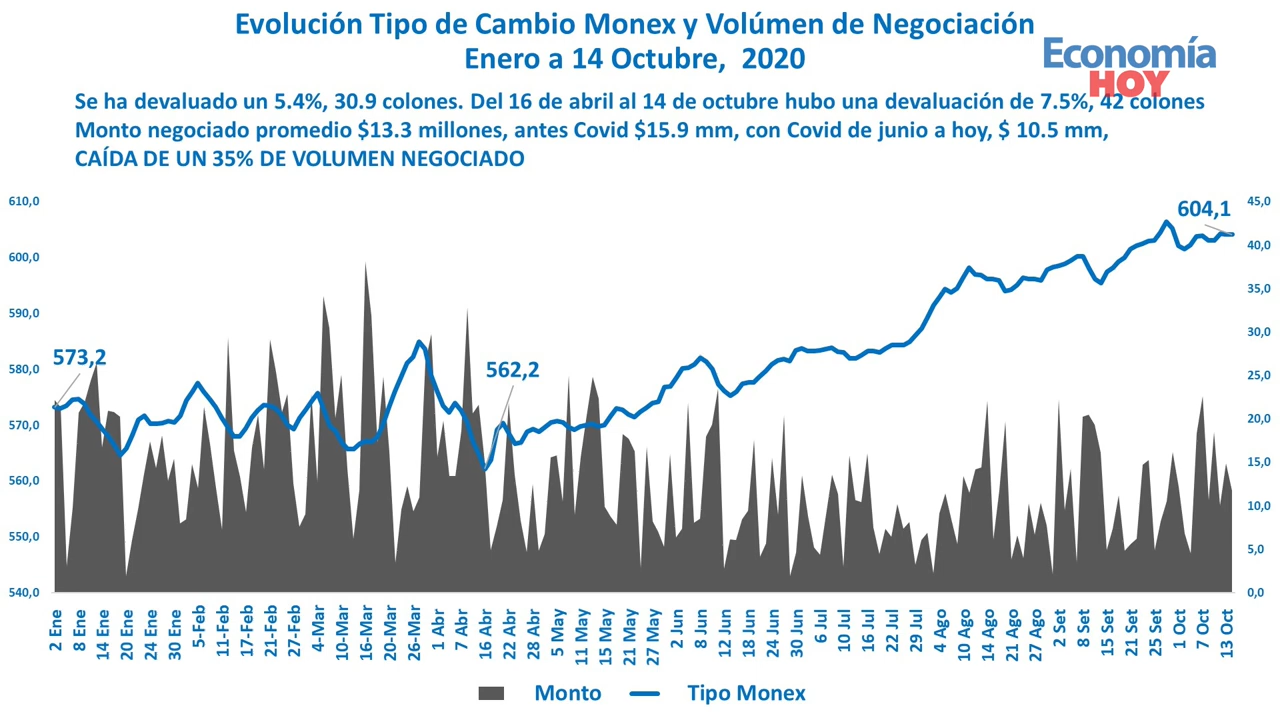 Evolución Tipo de Cambio Monex y Volúmen de Negociación
Enero a 14 Octubre, 2020
Economía
HOY
Se ha devaluado un 5.4%, 30.9 colones. Del 16 de abril al 14 de octubre hubo una devaluación de 7.5%, 42 colones
Monto negociado promedio $13.3 millones, antes Covid $15.9 mm, con Covid de junio a hoy, $ 10.5 mm,
CAÍDA DE UN 35% DE VOLUMEN NEGOCIADO
610,0
600,0
590,0
580,0
570,0
560,0
550,0
540,0
573,2
562,2
604,1
45,0
40,0
35,0
30,0
25,0
20,0
15,0
10,0
5,0
0,0
2 Ene
8 Ene
14 Ene
20 Ene
24 Ene
30 Ene
5-Feb
11-Feb
17-Feb
21-Feb
27-Feb
4-Mar
10-Mar
16-Mar
20-Mar
26-Mar
1 Abr
7 Abr
16 Abr
22 Abr
28 Abr
5 May
11 May
15 May
21 May
27 May
2 Jun
8 Jun
12 Jun
18 Jun
24 Jun
30 Jun
6 Jul
10 Jul
16 Jul
22 Jul
29 Jul
4 Ago
10 Ago
14 Ago
21 Ago
27 Ago
2 Set
8 Set
15 Set
21 Set
25 Set
1 Oct
7 Oct
13 Oct
Monto
Tipo Monex